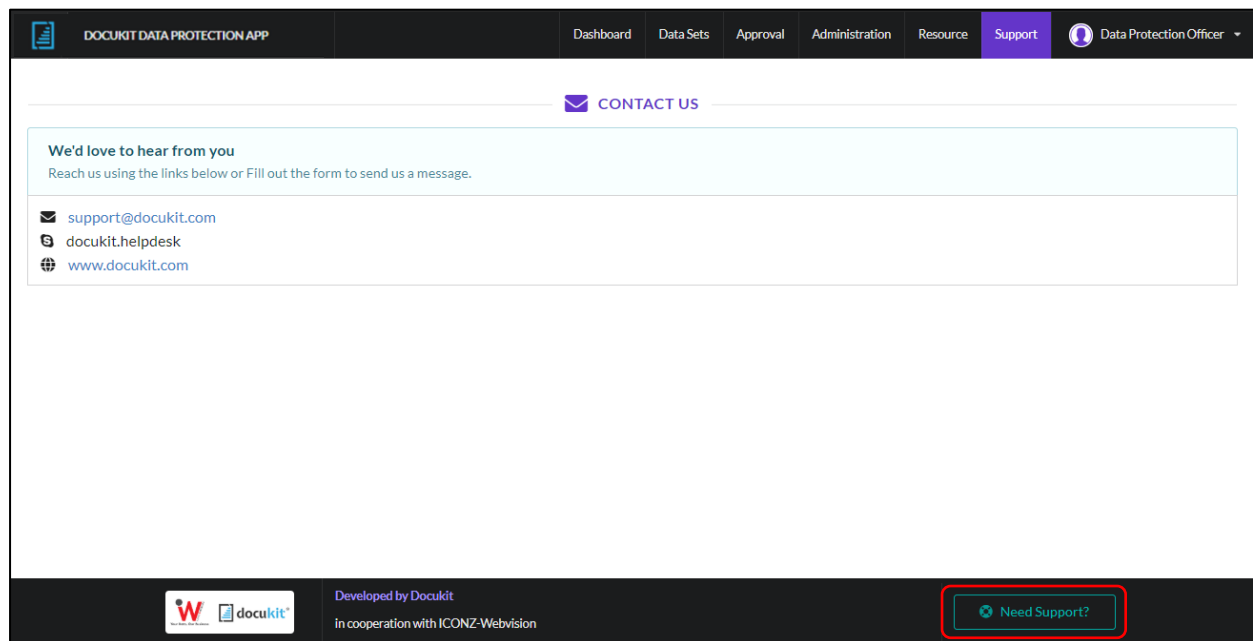 DOCUKIT DATA PROTECTION APP
Dashboard
Data Sets
Approval
Administration
Resource
Support
Data Protection Officer
CONTACT US
We'd love to hear from you
Reach us using the links below or Fill out the form to send us a message.
support@docukit.com
docukit.helpdesk
www.docukit.com
W
docukit
Developed by Docukit
in cooperation with ICONZ-Webvision
Need Support?